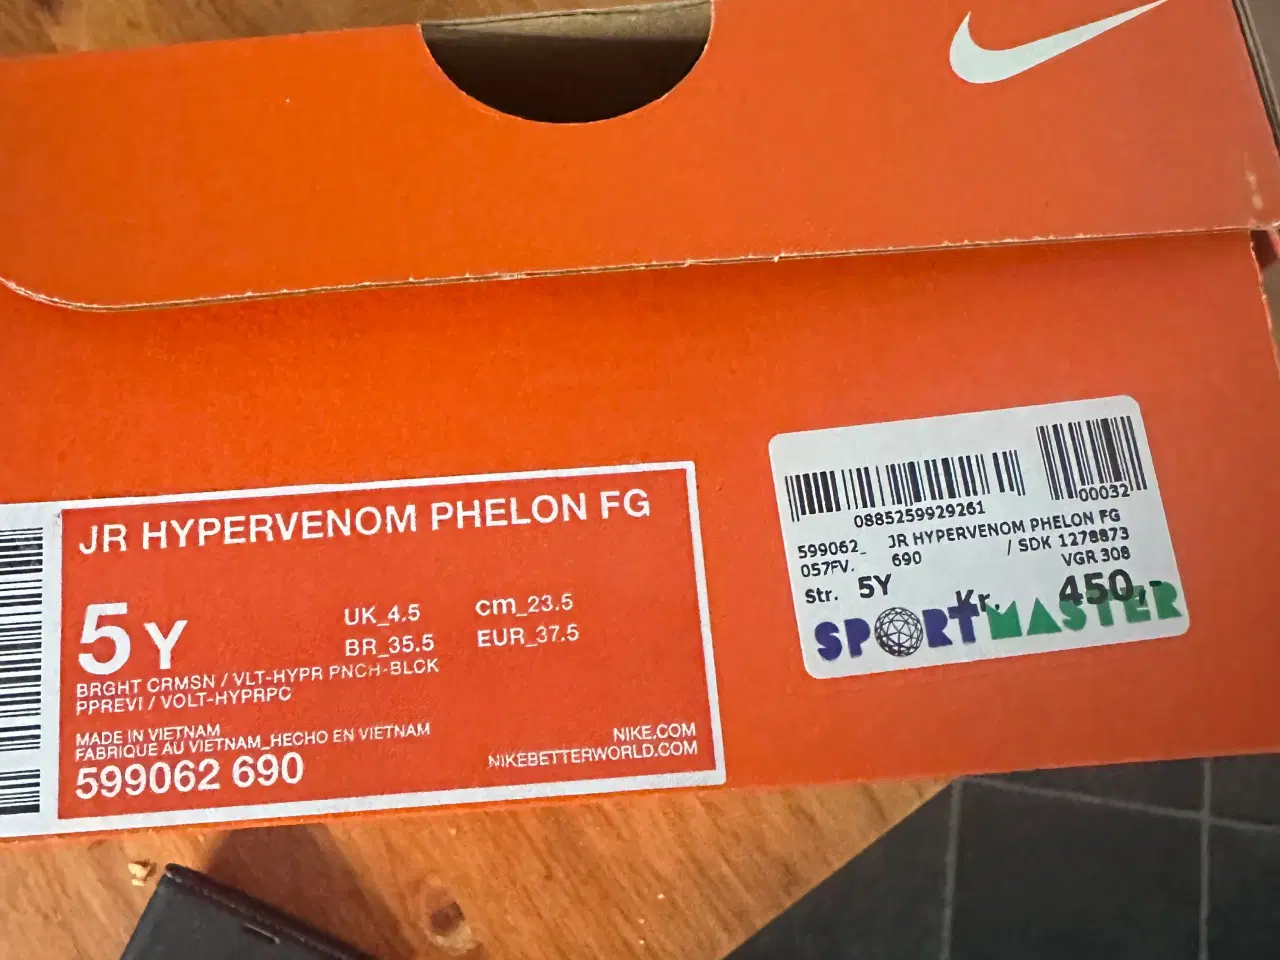 JR HYPERVENOM PHELON FG
5Y
UK_4.5 cm_23.5
BR_35.5 EUR_37.5
BRGHT CRMSN / VLT-HYPR PNCH-BLCK
PPREVI / VOLT-HYPRPC
MADE IN VIETNAM
FABRIQUE AU VIETNAM_HECHO EN VIETNAM
599062 690
NIKE.COM
NIKEBETTERWORLD.COM
0885259929261
00032
599062_ JR HYPERVENOM PHELON FG
057FV. 690 / SDK 1278873
VGR 308
Str. 5Y Kr. 450,-
SPORTMASTER